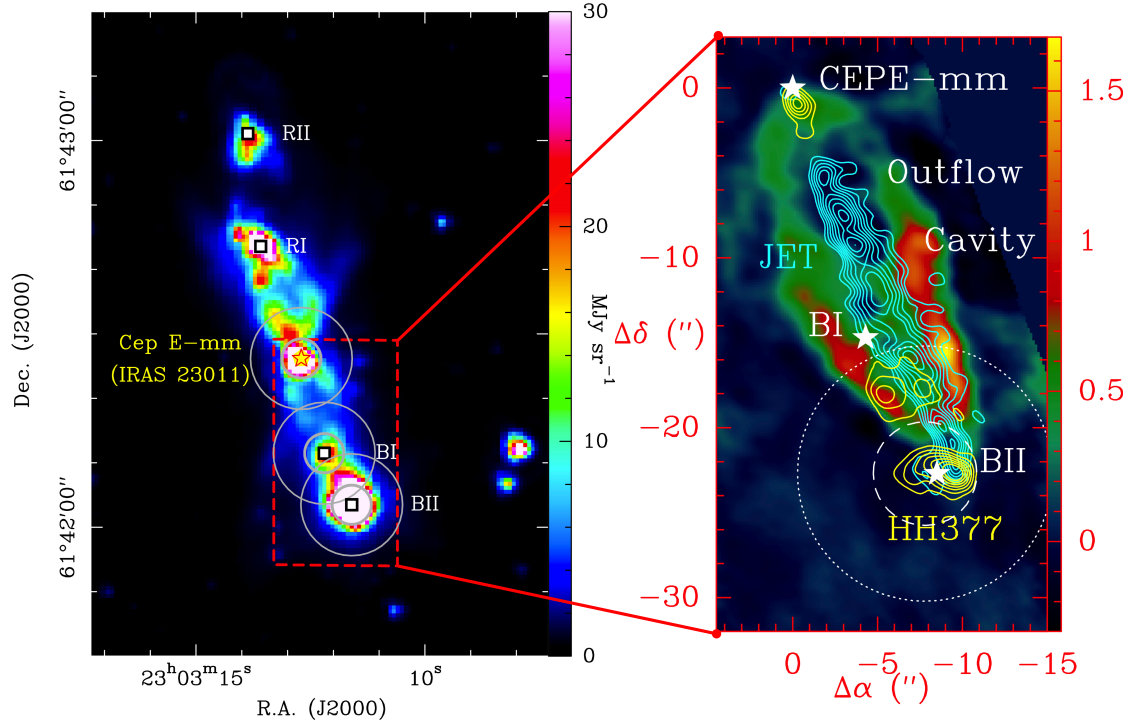 30
20
10
0
MJy sr⁻¹
RII
RI
Cep E-mm
(IRAS 23011)
BI
BII
61°43′00″
61°42′00″
Dec. (J2000)
23ʰ03ᵐ15ˢ
10ˢ
R.A. (J2000)
CEPE-mm
Outflow
Cavity
JET
BI
BII
HH377
0
-10
-20
-30
Δδ (″)
0
-5
-10
-15
Δα (″)
1.5
1
0.5
0